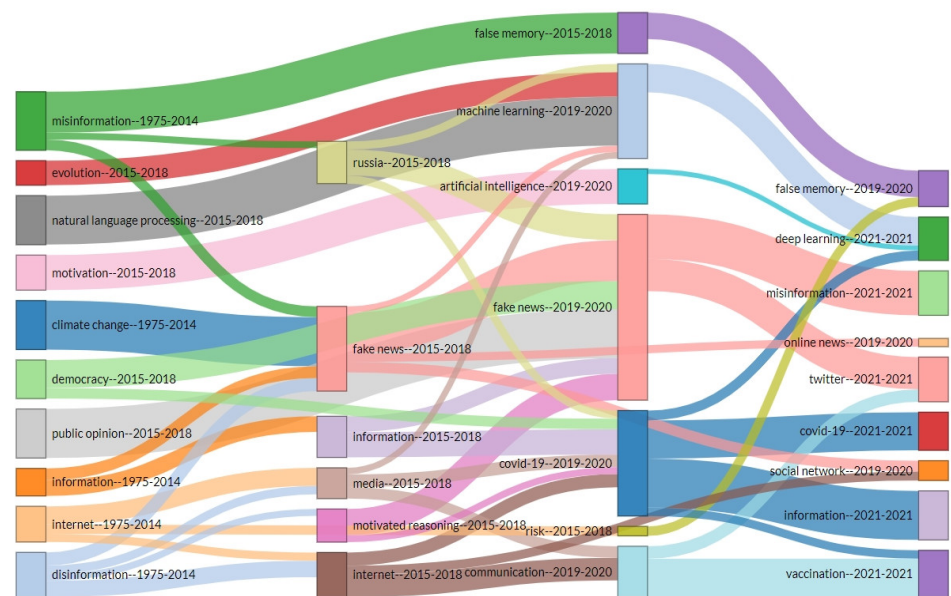 misinformation--1975-2014
evolution--2015-2018
natural language processing--2015-2018
motivation--2015-2018
climate change--1975-2014
democracy--2015-2018
public opinion--2015-2018
information--1975-2014
internet--1975-2014
disinformation--1975-2014
russia--2015-2018
fake news--2015-2018
information--2015-2018
media--2015-2018
motivated reasoning--2015-2018
internet--2015-2018
false memory--2015-2018
machine learning--2019-2020
artificial intelligence--2019-2020
fake news--2019-2020
covid-19--2019-2020
risk--2015-2018
communication--2019-2020
false memory--2019-2020
deep learning--2021-2021
misinformation--2021-2021
online news--2019-2020
twitter--2021-2021
covid-19--2021-2021
social network--2019-2020
information--2021-2021
vaccination--2021-2021